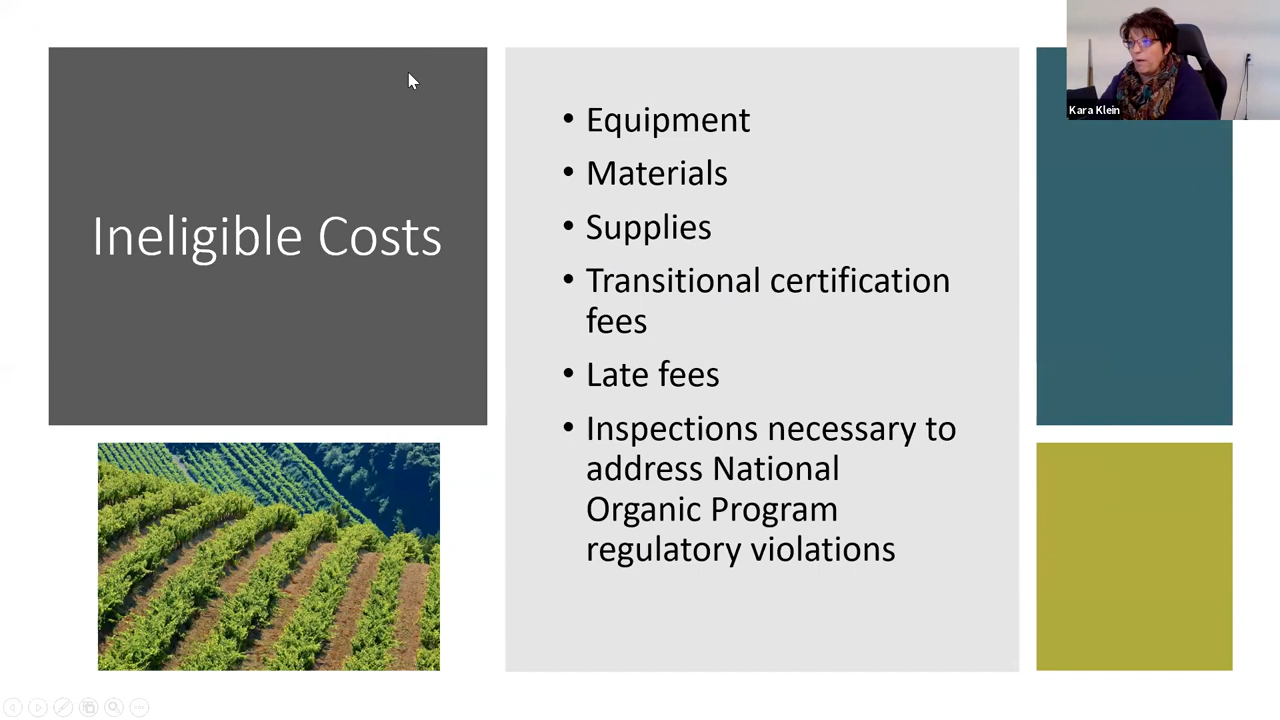 Ineligible Costs
• Equipment
• Materials
• Supplies
• Transitional certification
fees
• Late fees
• Inspections necessary to
address National
Organic Program
regulatory violations
Kara Klein